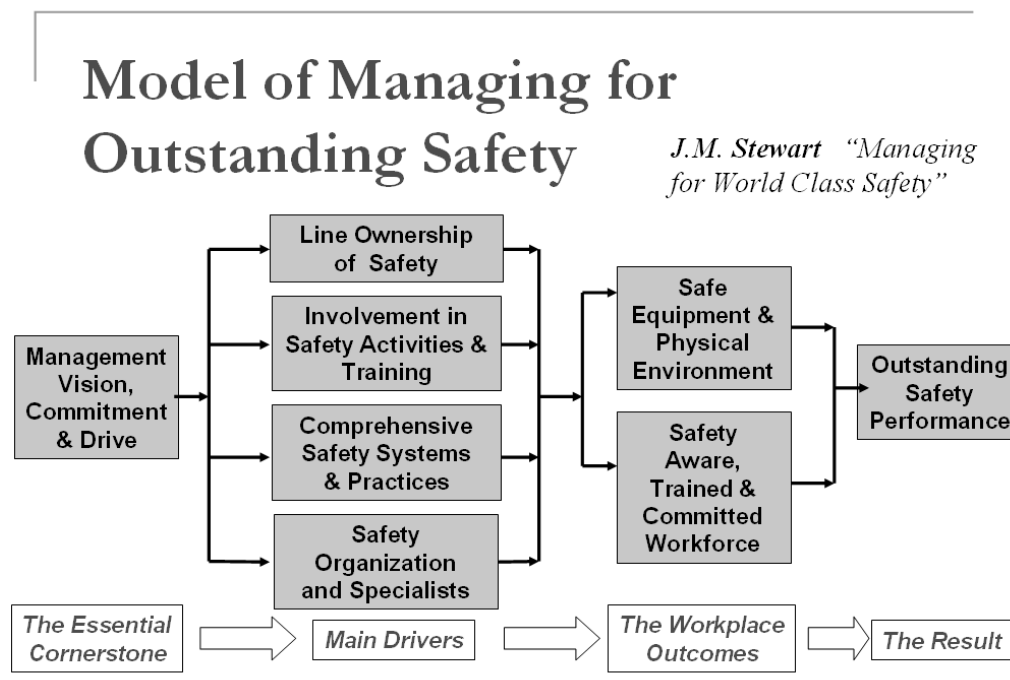 Model of Managing for
Outstanding Safety
J.M. Stewart “Managing
for World Class Safety”
Management
Vision,
Commitment
& Drive
Line Ownership
of Safety
Involvement in
Safety Activities &
Training
Comprehensive
Safety Systems
& Practices
Safety
Organization
and Specialists
Safe
Equipment &
Physical
Environment
Safety
Aware,
Trained &
Committed
Workforce
Outstanding
Safety
Performance
The Essential
Cornerstone
Main Drivers
The Workplace
Outcomes
The Result